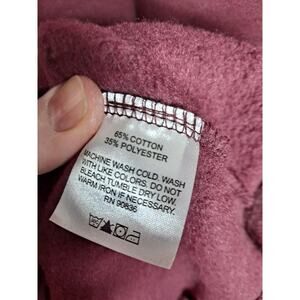 65% COTTON
35% POLYESTER
MACHINE WASH COLD. WASH
WITH LIKE COLORS. DO NOT
BLEACH TUMBLE DRY LOW.
WARM IRON IF NECESSARY.
RN 90836